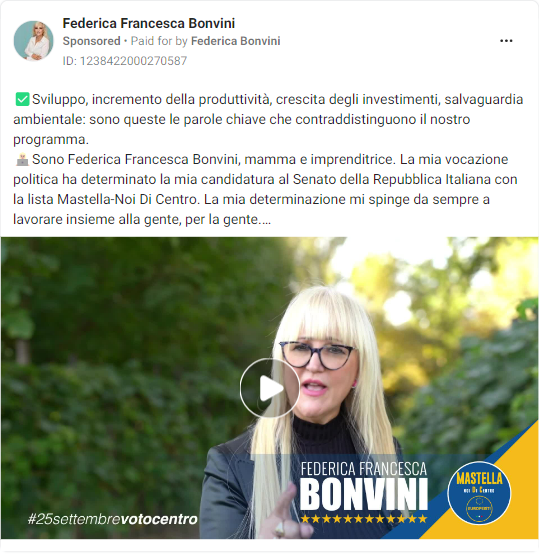 Federica Francesca Bonvini
Sponsored • Paid for by Federica Bonvini
ID: 1238422000270587
✅Sviluppo, incremento della produttività, crescita degli investimenti, salvaguardia
ambientale: sono queste le parole chiave che contraddistinguono il nostro
programma.
Sono Federica Francesca Bonvini, mamma e imprenditrice. La mia vocazione
politica ha determinato la mia candidatura al Senato della Repubblica Italiana con
la lista Mastella-Noi Di Centro. La mia determinazione mi spinge da sempre a
lavorare insieme alla gente, per la gente....
FEDERICA FRANCESCA
BONVINI
MASTELLA
NOI DI CENTRO
#25settembrevotocentro